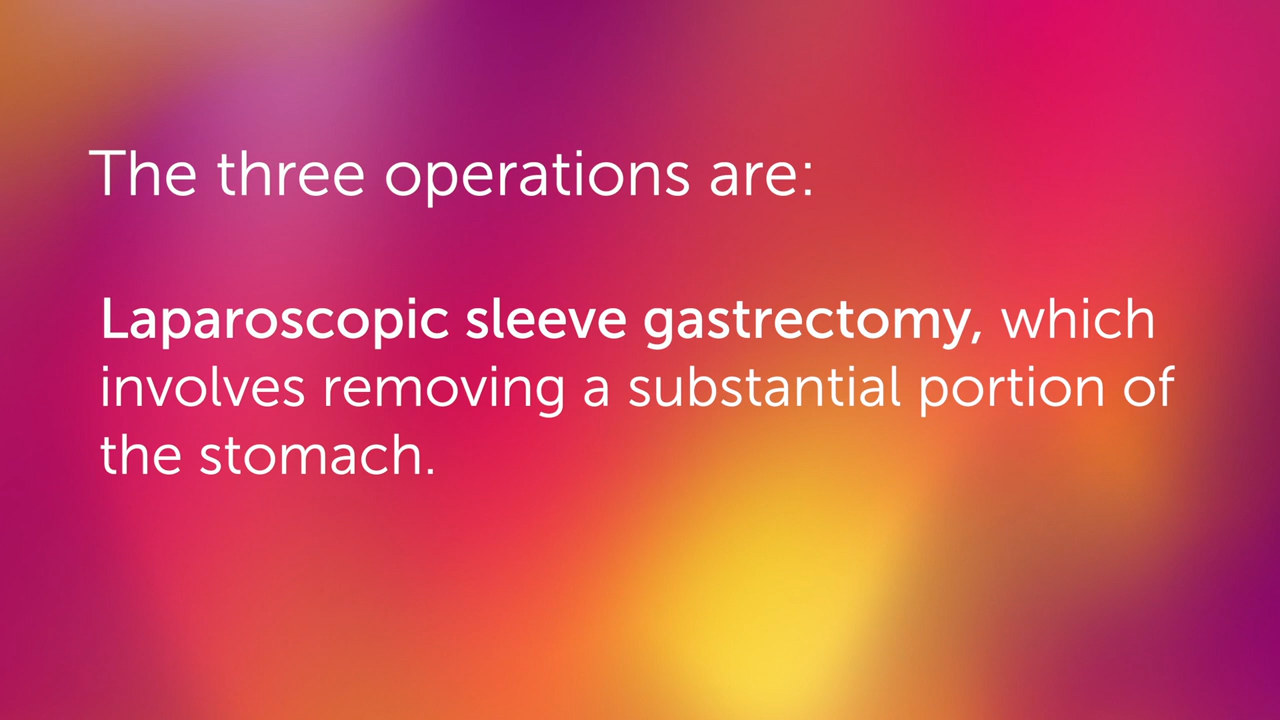 The three operations are:
Laparoscopic sleeve gastrectomy, which
involves removing a substantial portion of
the stomach.